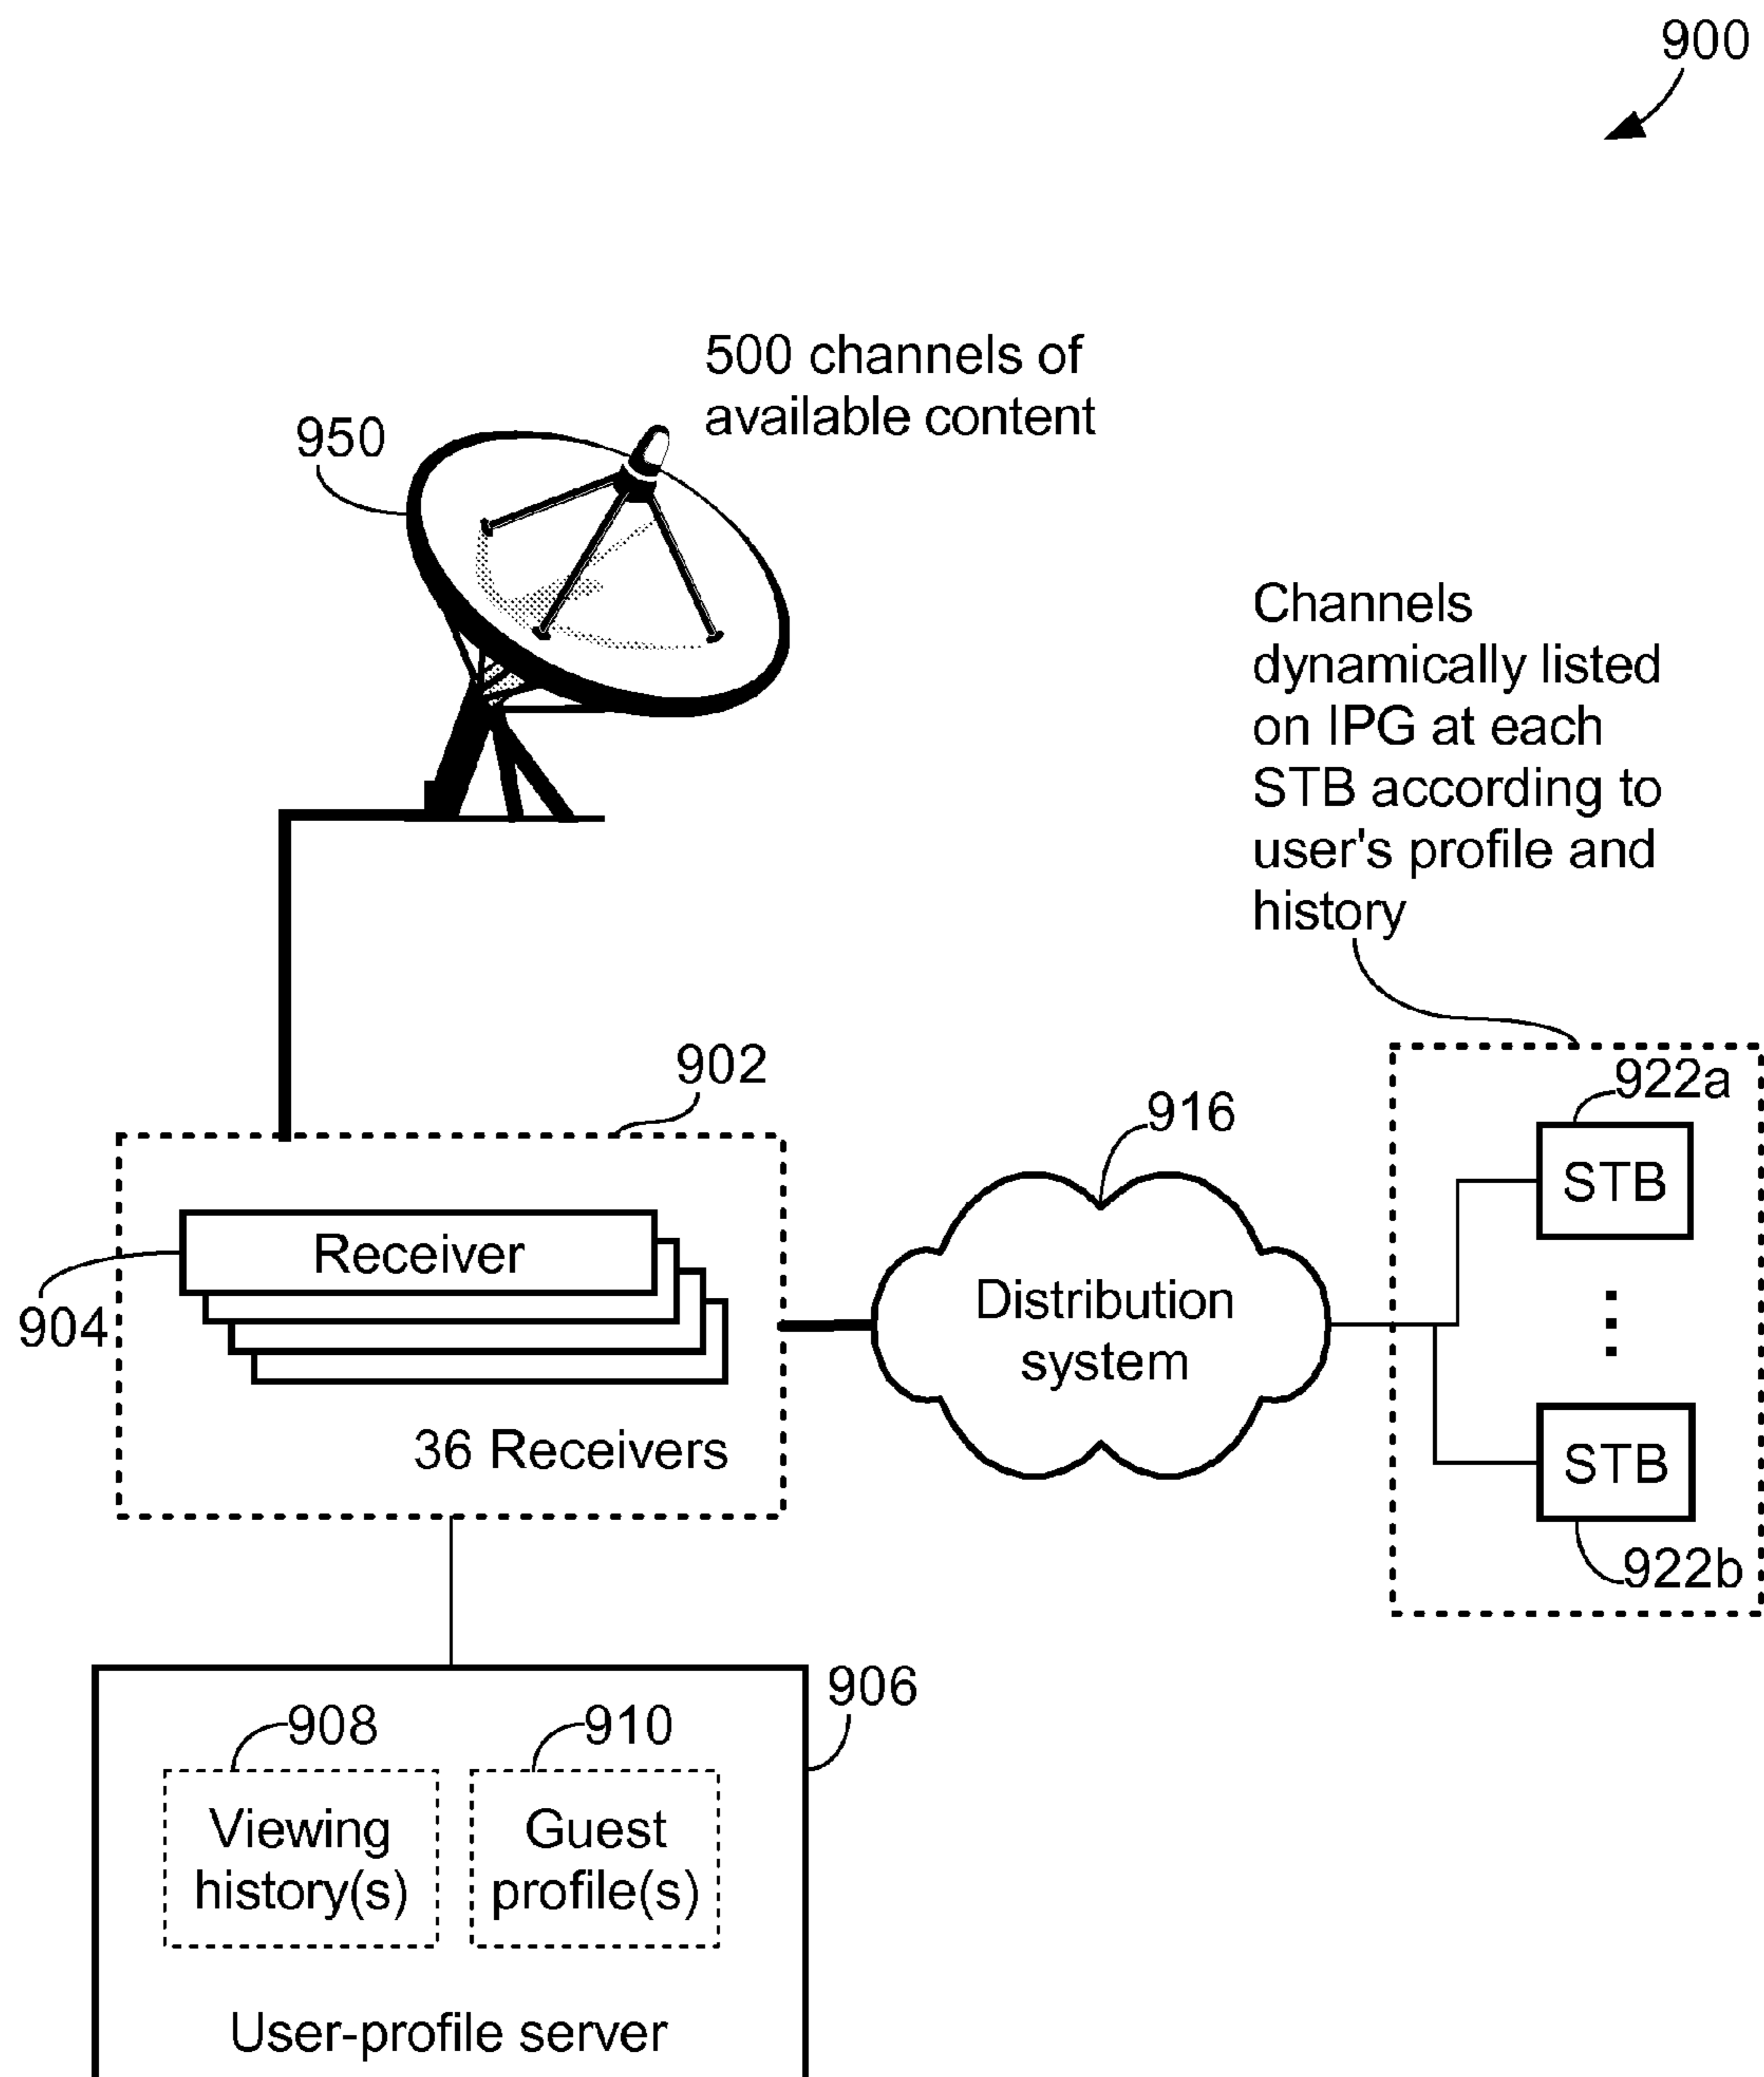 900
500 channels of
available content
950
Channels
dynamically listed
on IPG at each
STB according to
user's profile and
history
902
916
922a
STB
Receiver
904
Distribution
system
36 Receivers
STB
922b
906
908
910
Viewing
history(s)
Guest
profile(s)
User-profile server